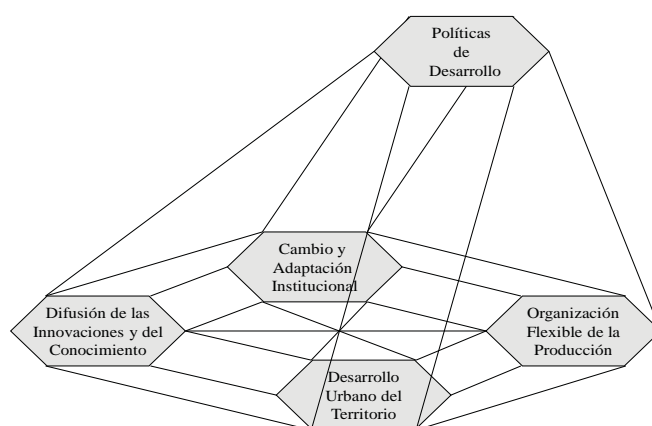 Políticas
de
Desarrollo
Cambio y
Adaptación
Institucional
Difusión de las
Innovaciones y del
Conocimiento
Organización
Flexible de la
Producción
Desarrollo
Urbano del
Territorio